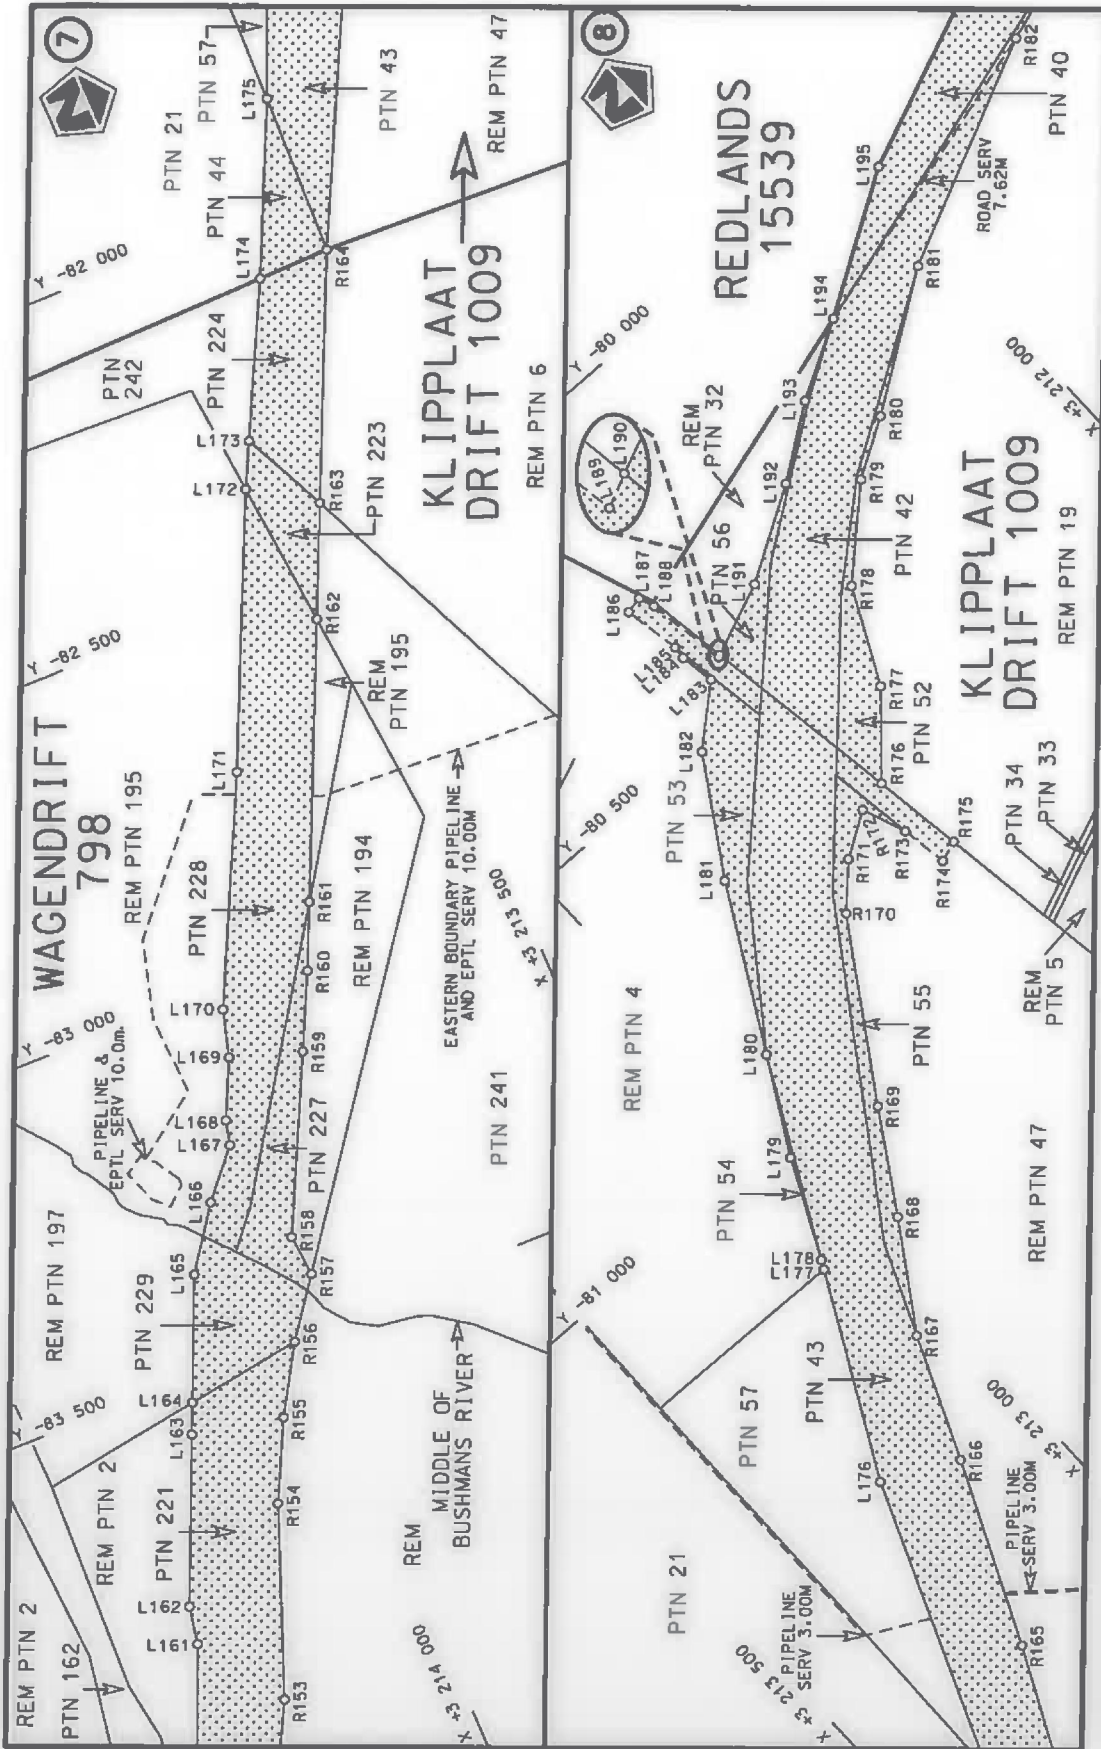 7
WAGENDRIFT
798
KLIPPLAAT
DRIFT 1009
REM PTN 2
PTN 162
REM PTN 2
PTN 221
REM PTN 197
PTN 229
PIPELINE &
EPTL SERV 10.0m.
REM PTN 195
PTN 228
PTN
242
PTN 224
PTN 44
PTN 21
PTN 57
PTN 43
REM PTN 47
REM PTN 6
PTN 223
REM
PTN 195
REM PTN 194
PTN 227
PTN 241
EASTERN BOUNDARY PIPELINE
AND EPTL SERV 10.00M
REM
MIDDLE OF
BUSHMANS RIVER
Y -83 500
Y -83 000
Y -82 500
Y -82 000
X +3 214 000
X +3 213 500
L161
L162
L163
L164
L165
L166
L167
L168
L169
L170
L171
L172
L173
L174
L175
R153
R154
R155
R156
R157
R158
R159
R160
R161
R162
R163
R164
8
REDLANDS
15539
KLIPPLAAT
DRIFT 1009
PTN 21
PIPELINE
SERV 3.00M
PTN 57
PTN 43
PTN 54
REM PTN 4
PTN 53
PTN 56
REM
PTN 32
PTN 42
PTN 52
PTN 55
REM PTN 47
PIPELINE
SERV 3.00M
REM
PTN 5
PTN 34
PTN 33
REM PTN 19
ROAD SERV
7.62M
PTN 40
Y -81 000
Y -80 500
Y -80 000
X +3 213 500
X +3 213 000
X +3 212 000
L176
L177
L178
L179
L180
L181
L182
L183
L184
L185
L186
L187
L188
L189
L190
L191
L192
L193
L194
L195
R165
R166
R167
R168
R169
R170
R171
R172
R173
R174
R175
R176
R177
R178
R179
R180
R181
R182